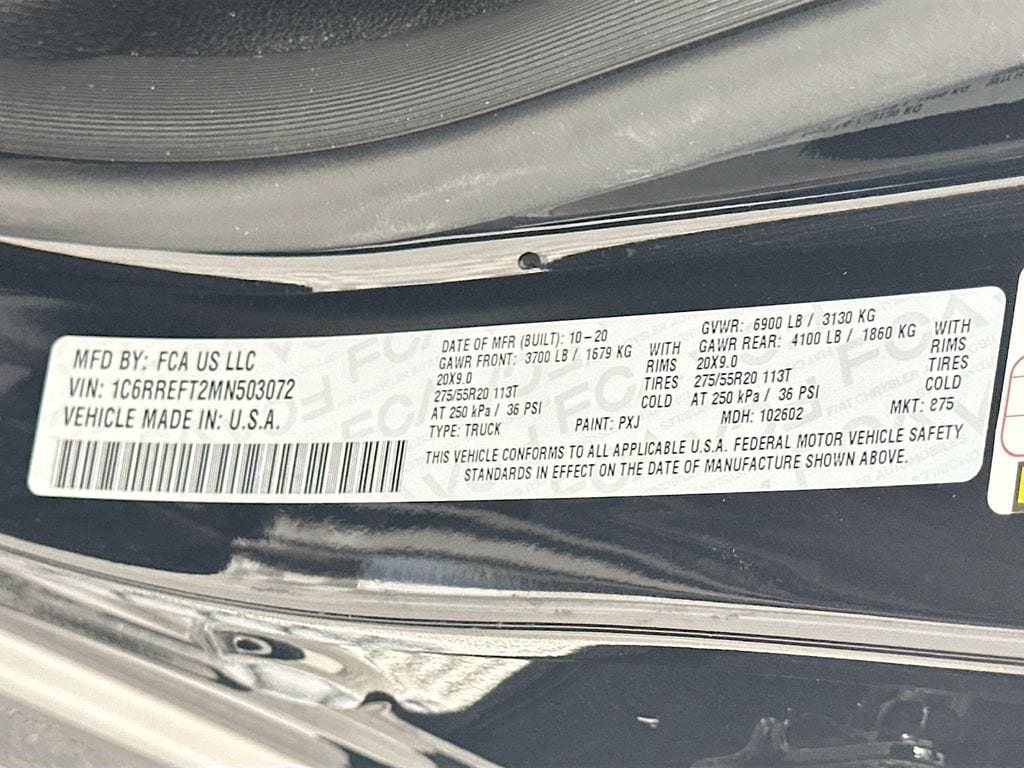 MFD BY: FCA US LLC
VIN: 1C6RREFT2MN503072
VEHICLE MADE IN: U.S.A.
DATE OF MFR (BUILT): 10-20
GAWR FRONT: 3700 LB / 1679 KG WITH
20X9.0 RIMS
275/55R20 113T TIRES
AT 250 kPa / 36 PSI COLD
GVWR: 6900 LB / 3130 KG
GAWR REAR: 4100 LB / 1860 KG WITH
20X9.0 RIMS
275/55R20 113T TIRES
AT 250 kPa / 36 PSI COLD
TYPE: TRUCK PAINT: PXJ MDH: 102602 MKT: 875
THIS VEHICLE CONFORMS TO ALL APPLICABLE U.S.A. FEDERAL MOTOR VEHICLE SAFETY
STANDARDS IN EFFECT ON THE DATE OF MANUFACTURE SHOWN ABOVE.